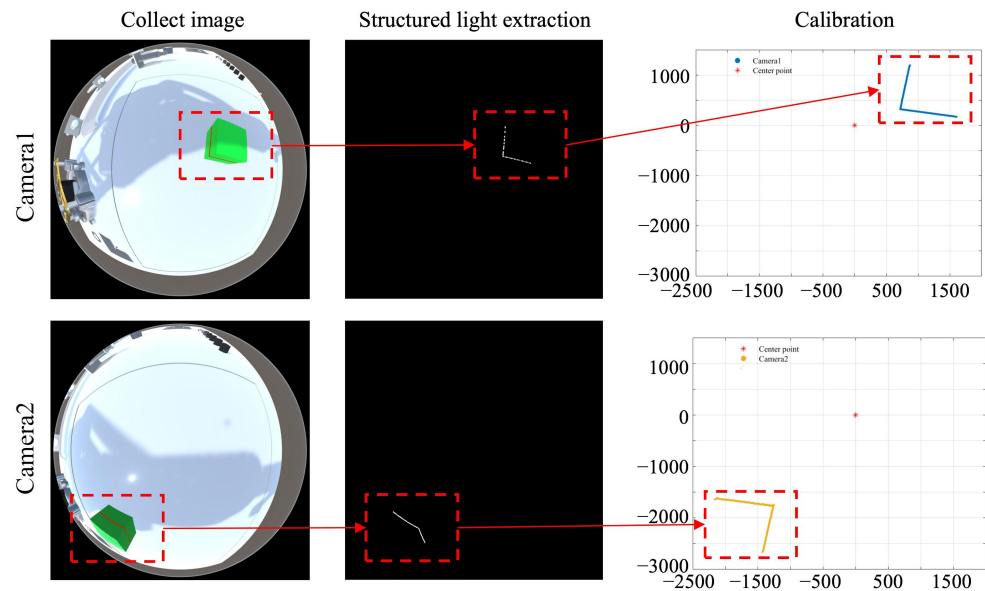 Collect image
Structured light extraction
Calibration
Camera1
Camera1
Center point
1000
0
−1000
−2000
−3000
−2500
−1500
−500
500
1500
Camera2
Center point
Camera2
1000
0
−1000
−2000
−3000
−2500
−1500
−500
500
1500